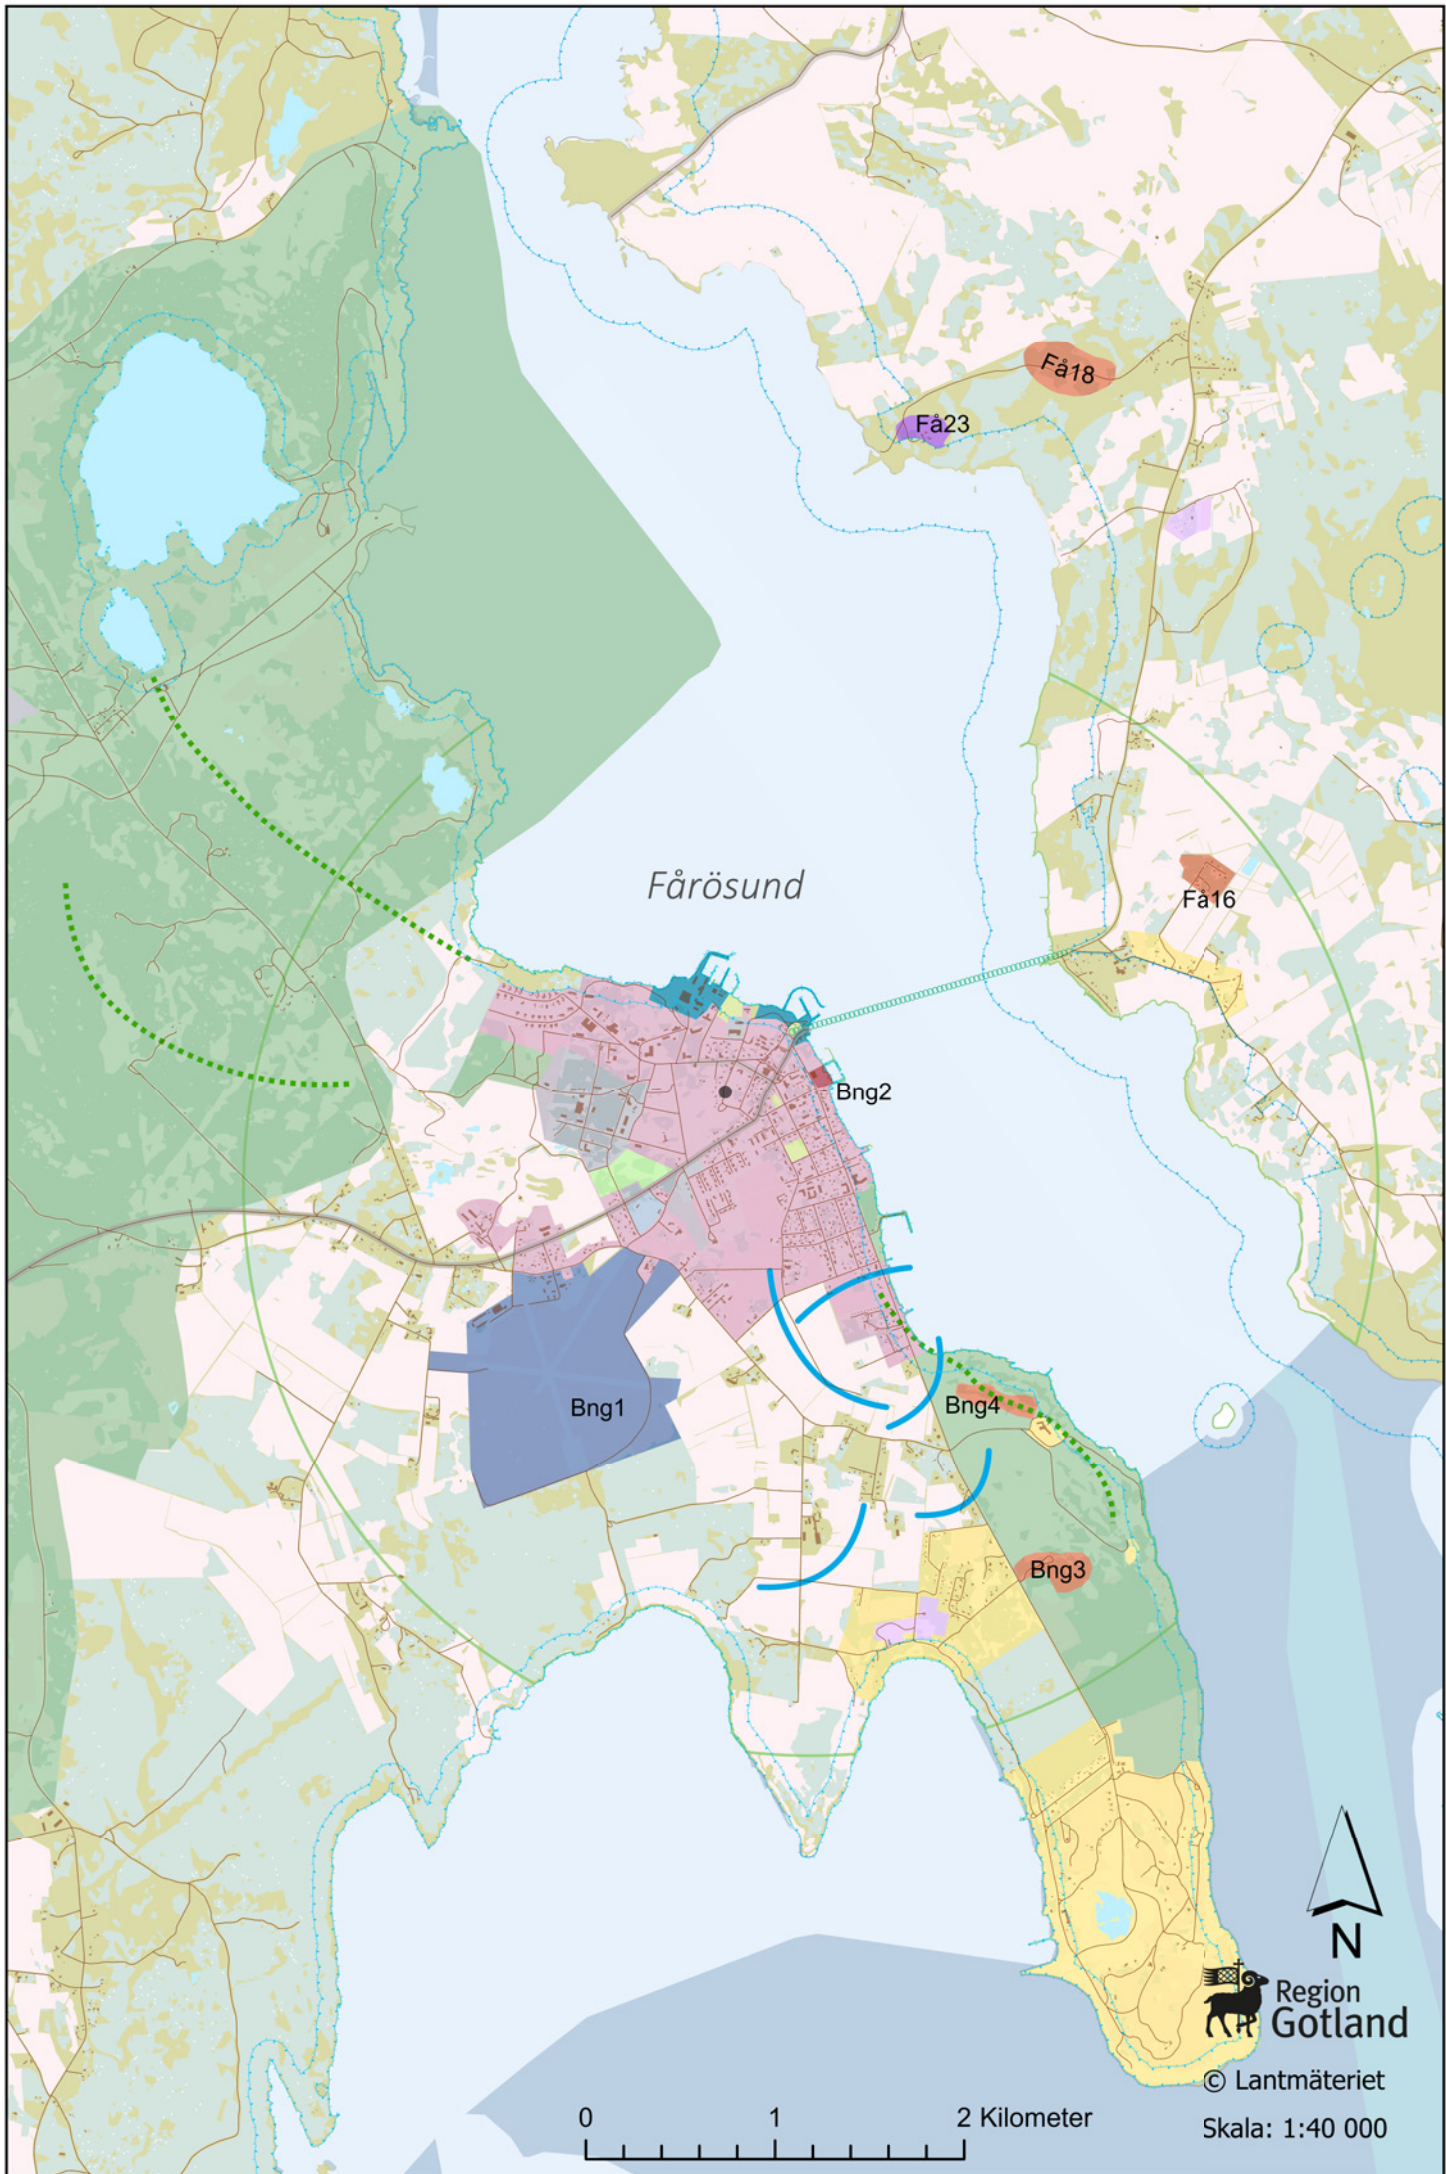 Få18
Få23
Fårösund
Få16
Bng2
Bng4
Bng1
Bng3
N
Region
Gotland
© Lantmäteriet
0 1 2 Kilometer
Skala: 1:40 000